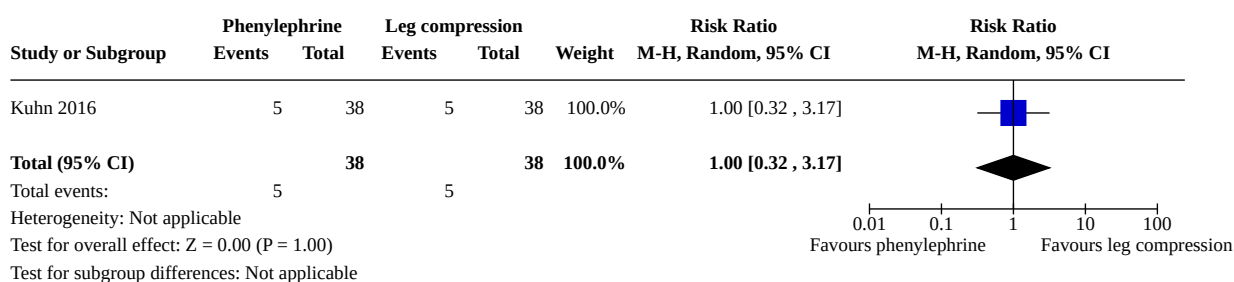 Phenylephrine Leg compression Risk Ratio Risk Ratio
Study or Subgroup Events Total Events Total Weight M-H, Random, 95% CI M-H, Random, 95% CI
Kuhn 2016 5 38 5 38 100.0% 1.00 [0.32 , 3.17]
Total (95% CI) 38 38 100.0% 1.00 [0.32 , 3.17]
Total events: 5 5
Heterogeneity: Not applicable
0.01 0.1 1 10 100
Test for overall effect: Z = 0.00 (P = 1.00)
Favours phenylephrine Favours leg compression
Test for subgroup differences: Not applicable